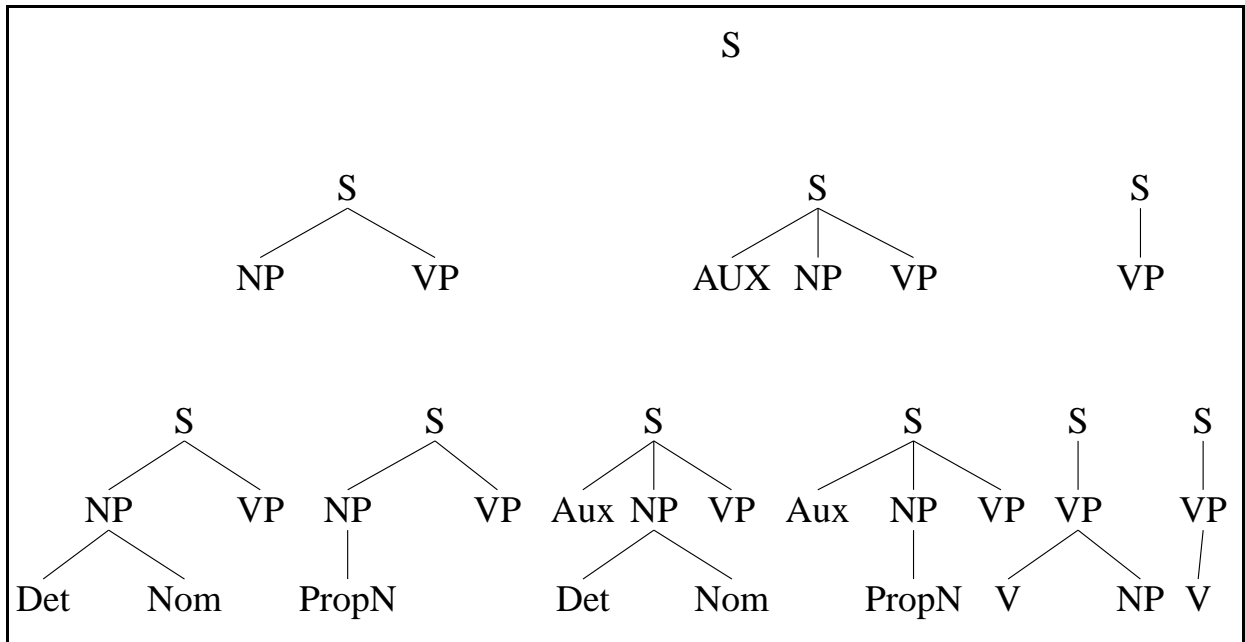 S
S S S
NP VP AUX NP VP VP
S S S S S S
NP VP NP VP Aux NP VP Aux NP VP VP VP
Det Nom PropN Det Nom PropN V NP V